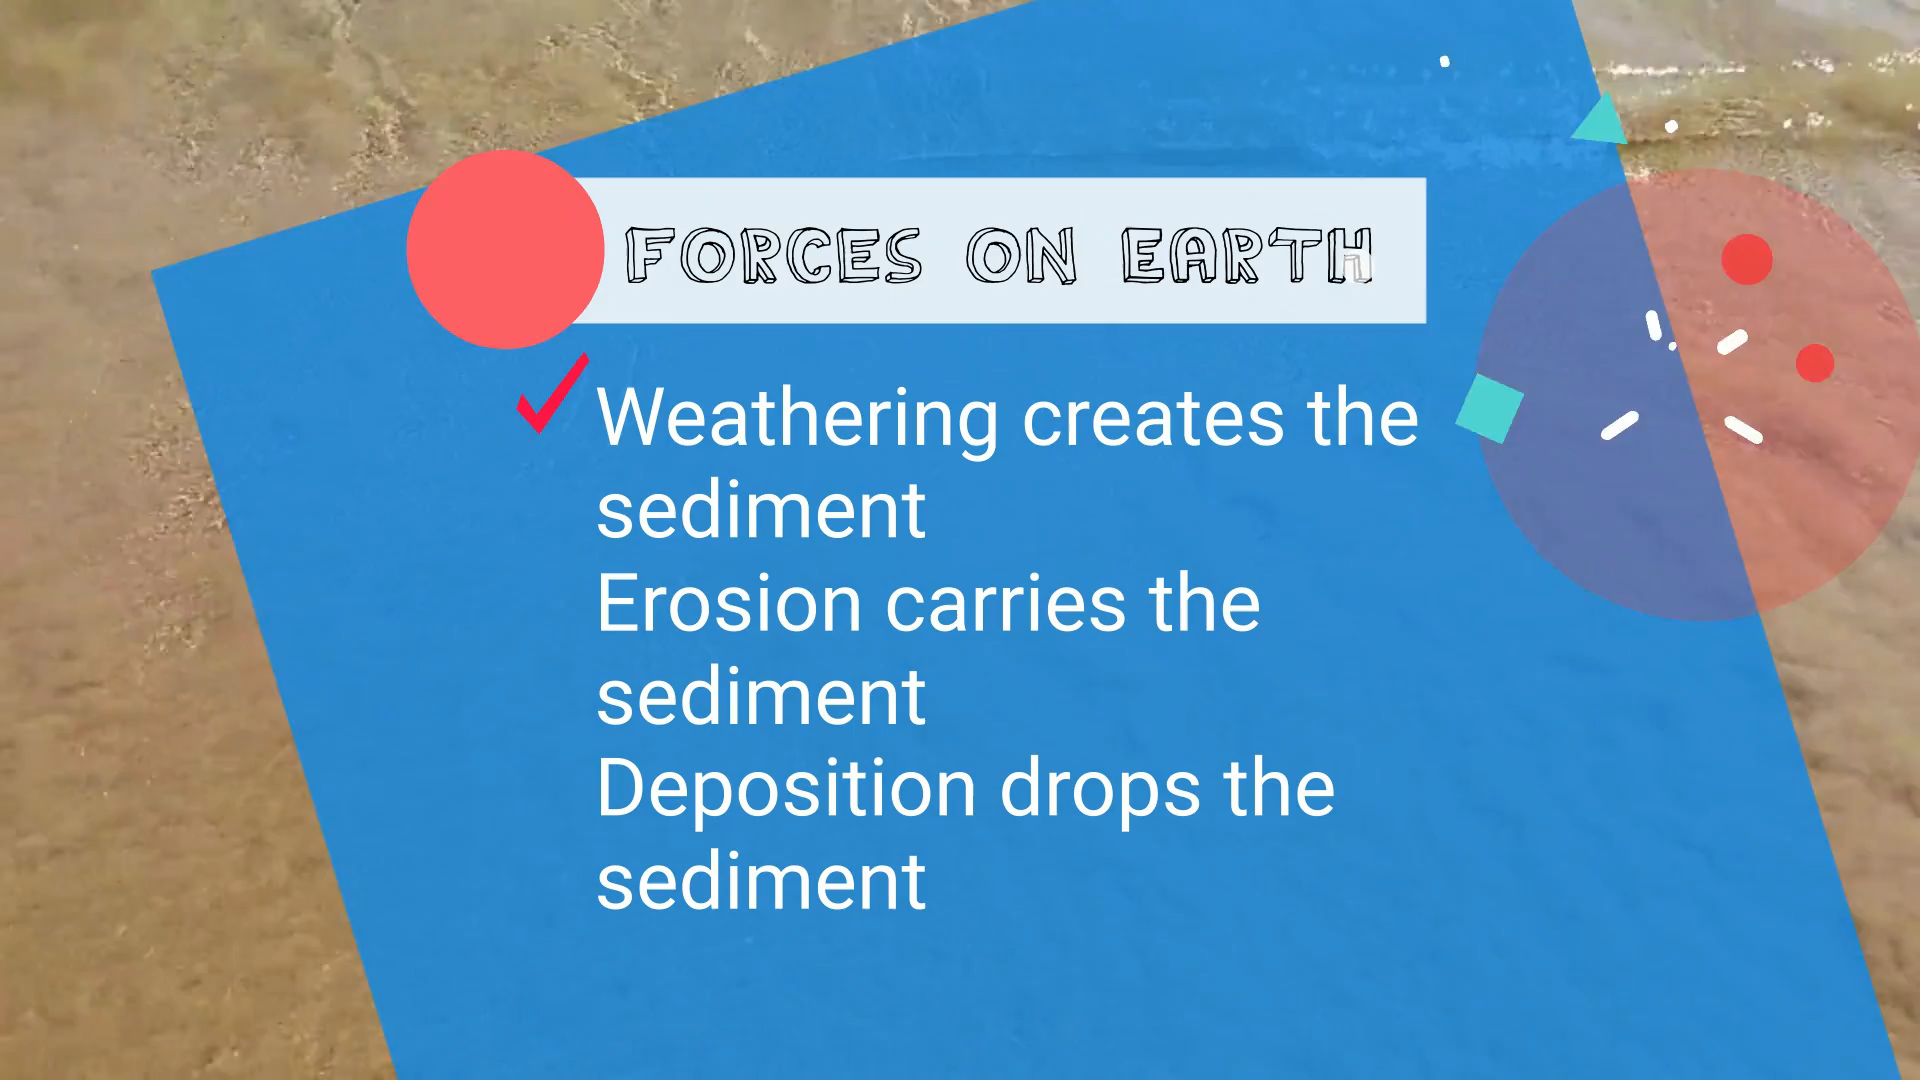 FORCES ON EARTH
Weathering creates the
sediment
Erosion carries the
sediment
Deposition drops the
sediment